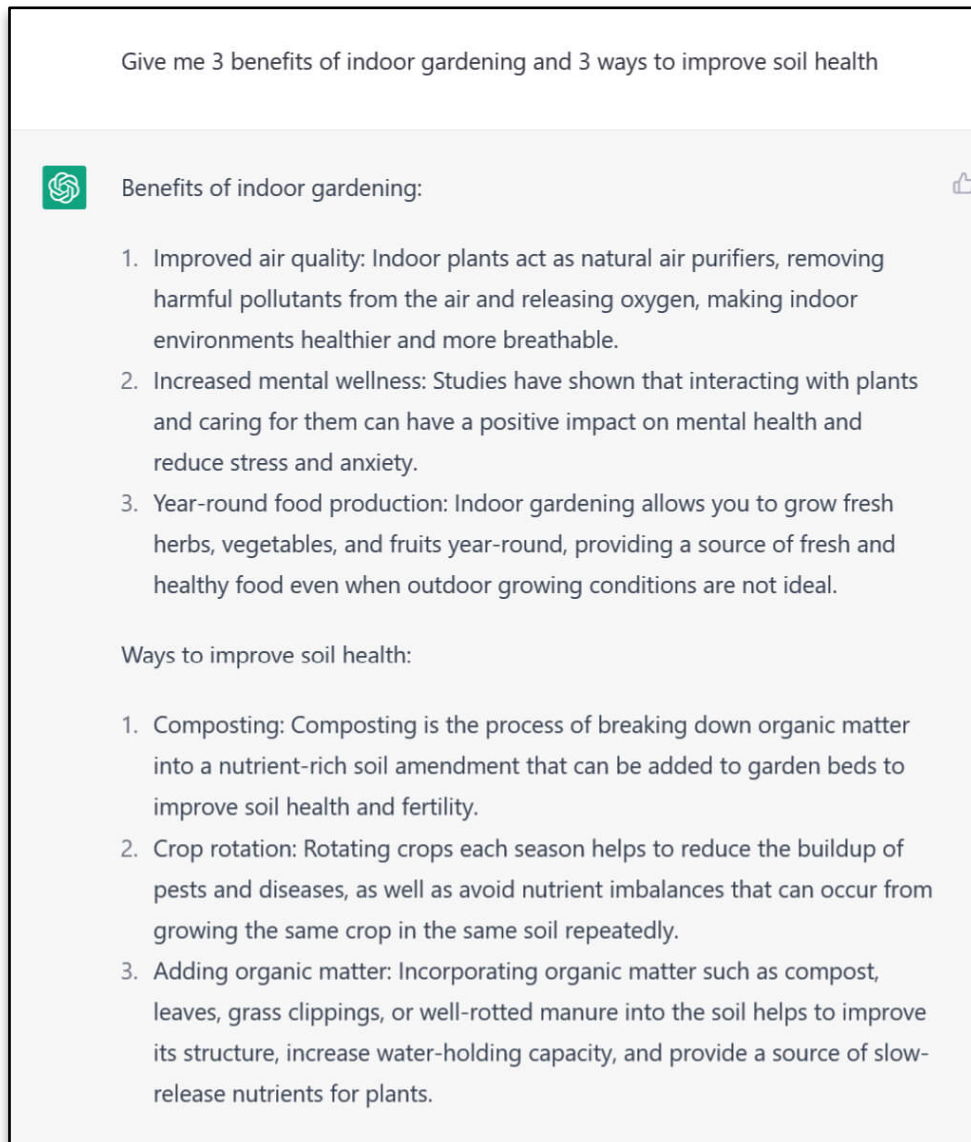 Give me 3 benefits of indoor gardening and 3 ways to improve soil health
Benefits of indoor gardening:
1. Improved air quality: Indoor plants act as natural air purifiers, removing
harmful pollutants from the air and releasing oxygen, making indoor
environments healthier and more breathable.
2. Increased mental wellness: Studies have shown that interacting with plants
and caring for them can have a positive impact on mental health and
reduce stress and anxiety.
3. Year-round food production: Indoor gardening allows you to grow fresh
herbs, vegetables, and fruits year-round, providing a source of fresh and
healthy food even when outdoor growing conditions are not ideal.
Ways to improve soil health:
1. Composting: Composting is the process of breaking down organic matter
into a nutrient-rich soil amendment that can be added to garden beds to
improve soil health and fertility.
2. Crop rotation: Rotating crops each season helps to reduce the buildup of
pests and diseases, as well as avoid nutrient imbalances that can occur from
growing the same crop in the same soil repeatedly.
3. Adding organic matter: Incorporating organic matter such as compost,
leaves, grass clippings, or well-rotted manure into the soil helps to improve
its structure, increase water-holding capacity, and provide a source of slow-
release nutrients for plants.